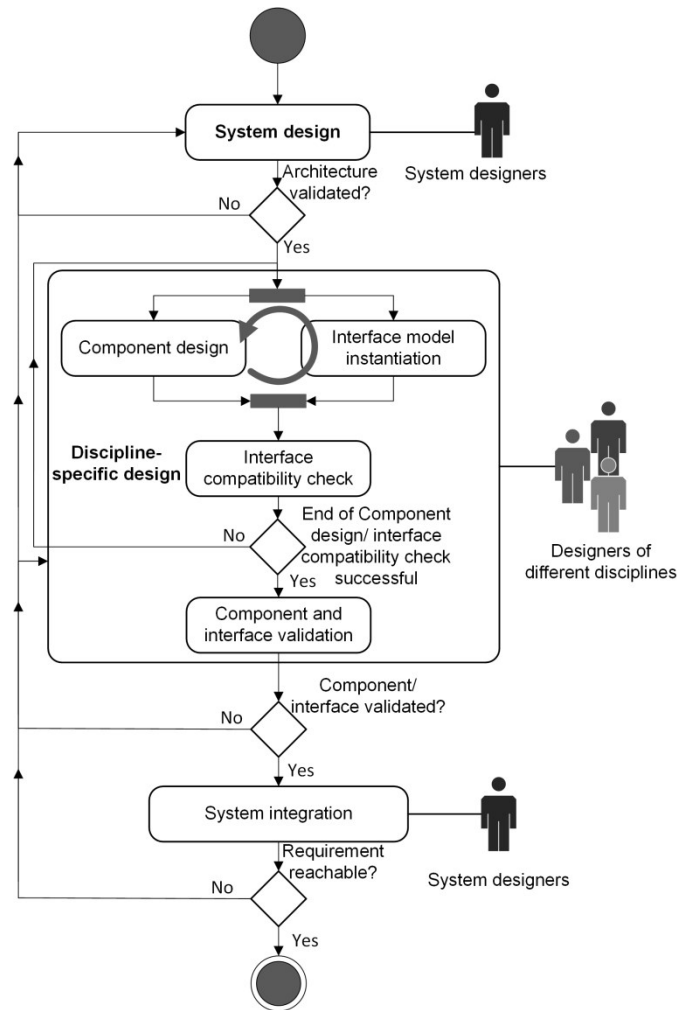 System design
System designers
Architecture
validated?
No
Yes
Component design
Interface model
instantiation
Discipline-
specific design
Interface
compatibility check
End of Component
design/ interface
compatibility check
successful
No
Yes
Designers of
different disciplines
Component and
interface validation
Component/
interface validated?
No
Yes
System integration
System designers
Requirement
reachable?
No
Yes